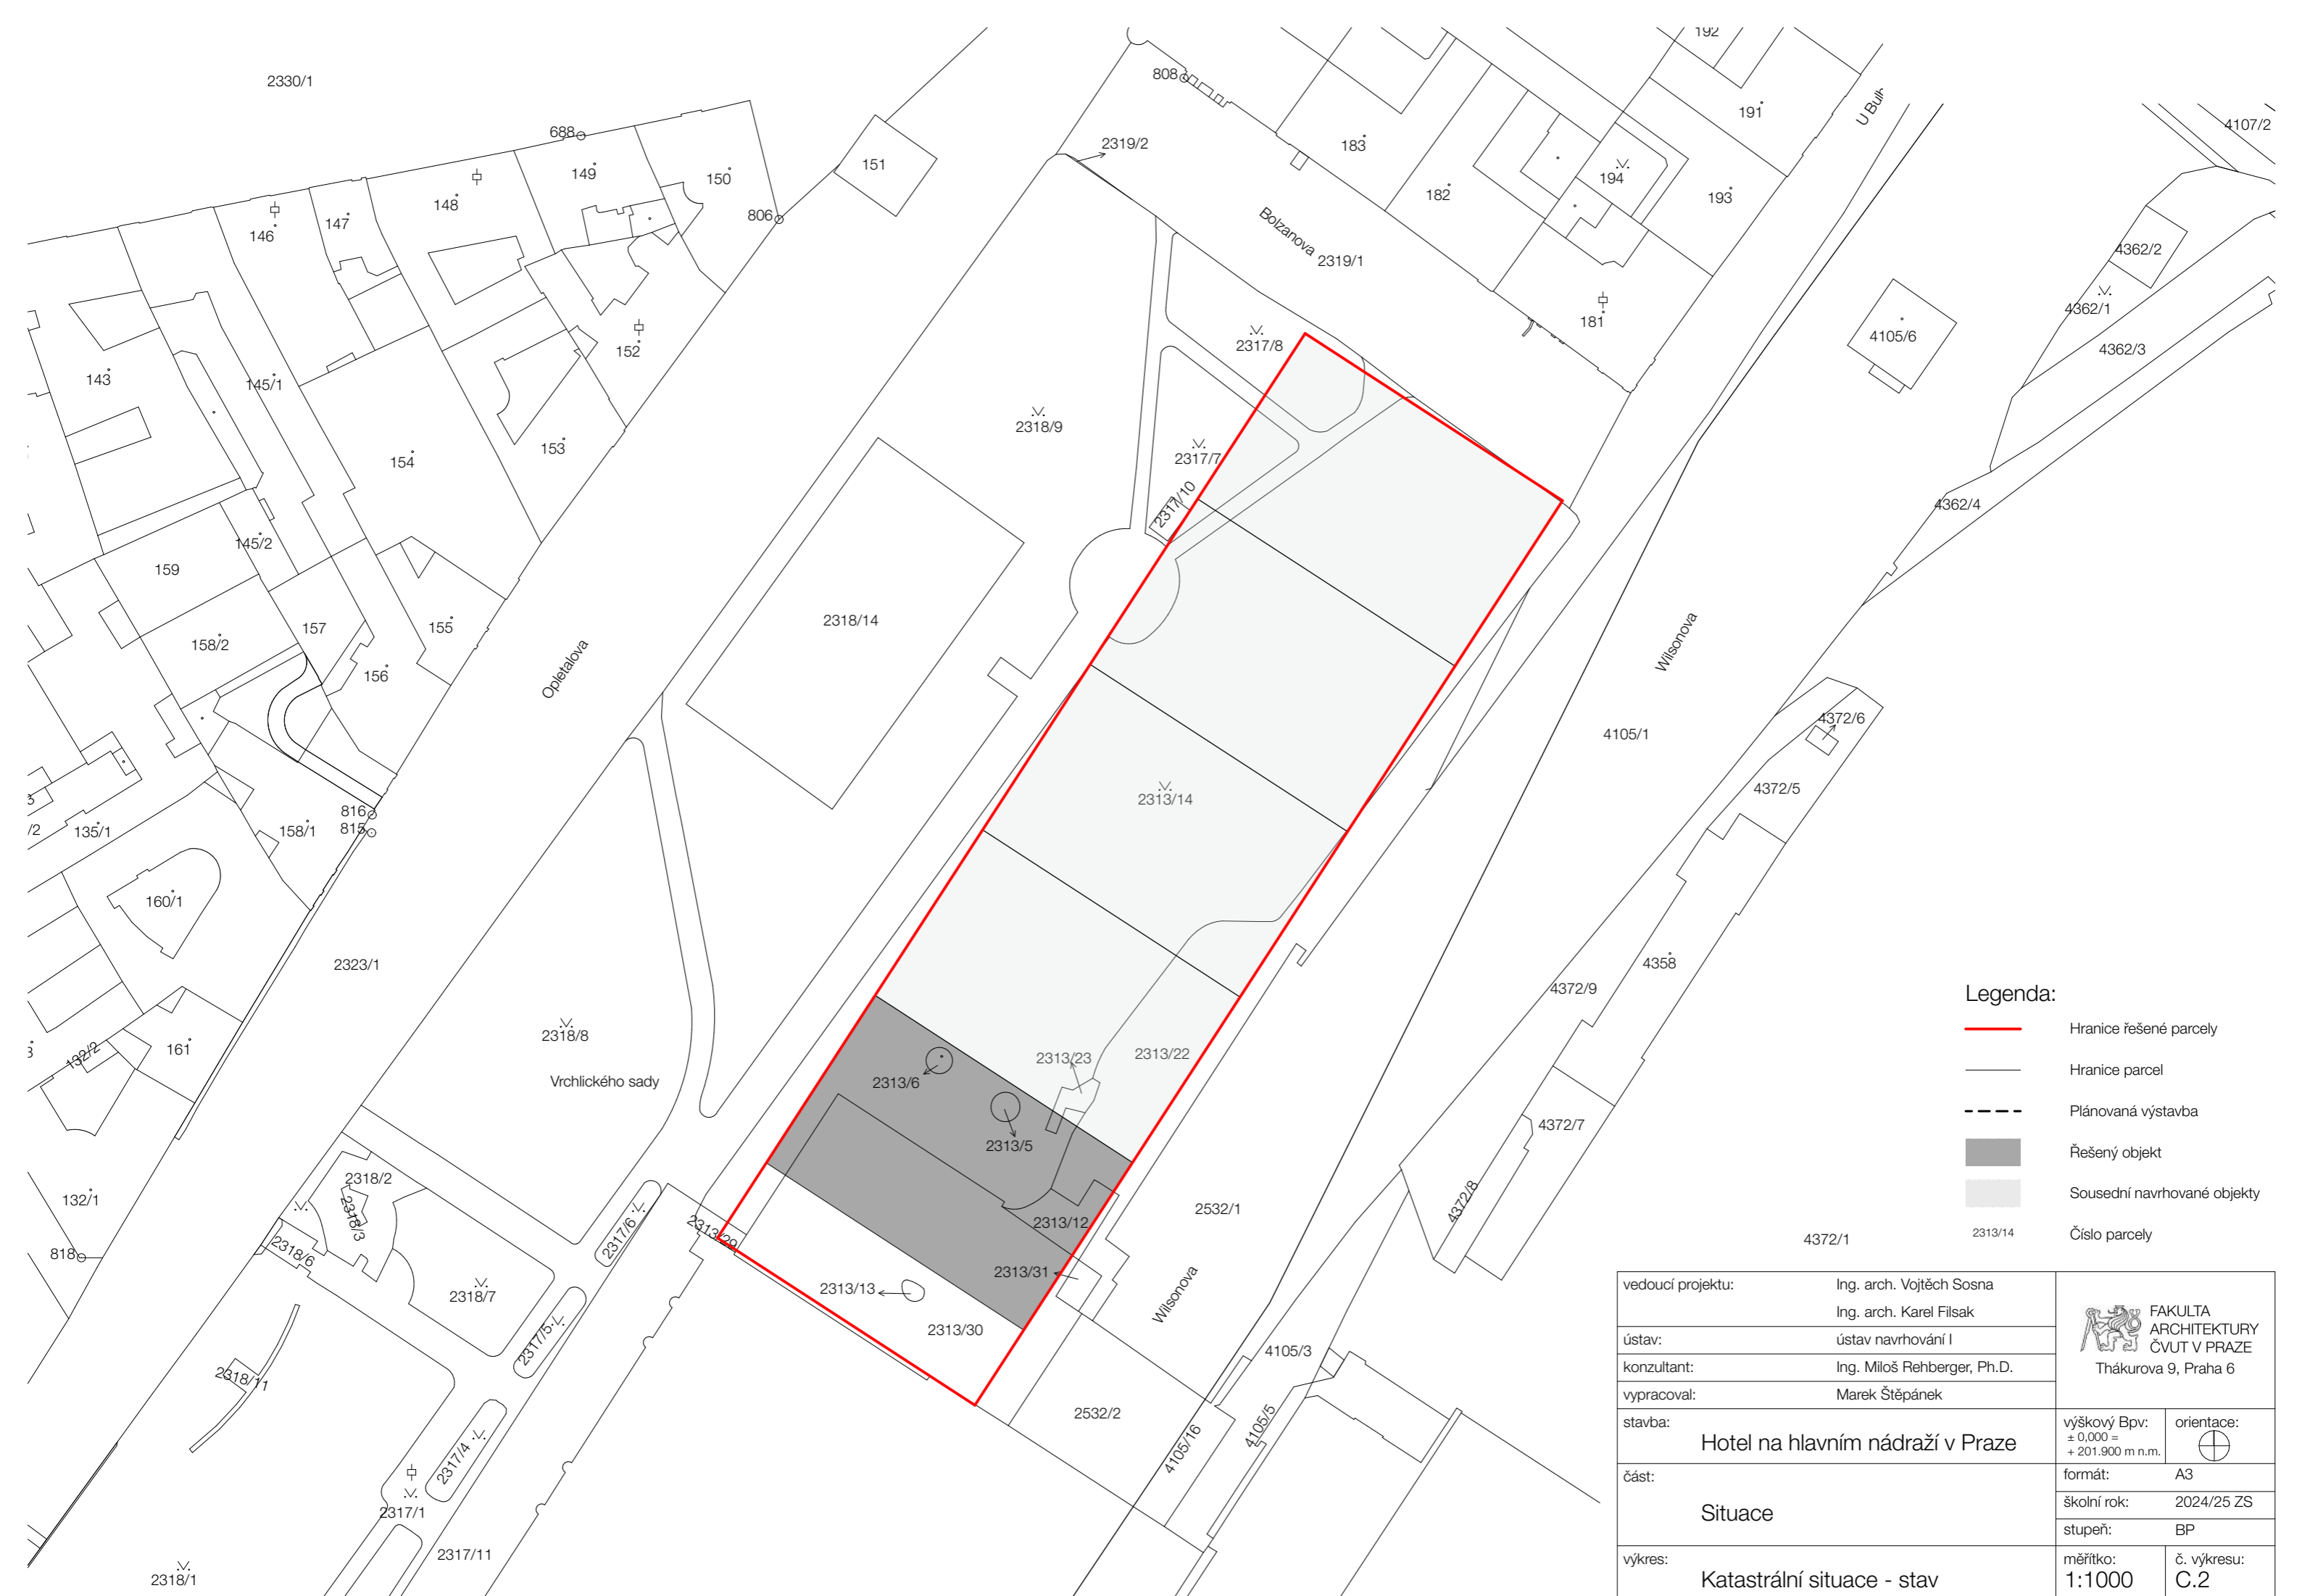 2330/1
688
149
150
148
147
146
806
151
808
2319/2
192
191
183
182
194
193
U Bulh
4107/2
4362/2
4362/1
4362/3
4105/6
Bolzanova
2319/1
181
152
143
145/1
153
154
2317/8
2318/9
2317/7
2317/10
4362/4
145/2
159
158/2
157
155
156
2318/14
Opletalova
Wilsonova
4105/1
4372/6
4372/5
816
815
135/1
158/1
/2
160/1
2313/14
2323/1
4358
4372/9
132/2
161
2318/8
Vrchlického sady
2313/23
2313/22
2313/6
2313/5
4372/7
4372/8
132/1
818
2318/2
2318/3
2318/6
2318/7
2317/6
2317/5
2317/4
2313/29
2313/12
2313/31
2313/13
2313/30
2532/1
Wilsonova
4372/1
2318/11
4105/3
4105/5
4105/16
2532/2
2317/1
2317/11
2318/1
Legenda:
Hranice řešené parcely
Hranice parcel
Plánovaná výstavba
Řešený objekt
Sousední navrhované objekty
2313/14 Číslo parcely
vedoucí projektu: Ing. arch. Vojtěch Sosna
Ing. arch. Karel Filsak
ústav: ústav navrhování I
konzultant: Ing. Miloš Rehberger, Ph.D.
vypracoval: Marek Štěpánek
FAKULTA
ARCHITEKTURY
ČVUT V PRAZE
Thákurova 9, Praha 6
stavba:
Hotel na hlavním nádraží v Praze
výškový Bpv:
± 0,000 =
+ 201.900 m n.m.
orientace:
část:
Situace
formát: A3
školní rok: 2024/25 ZS
stupeň: BP
výkres:
Katastrální situace - stav
měřítko:
1:1000
č. výkresu:
C.2